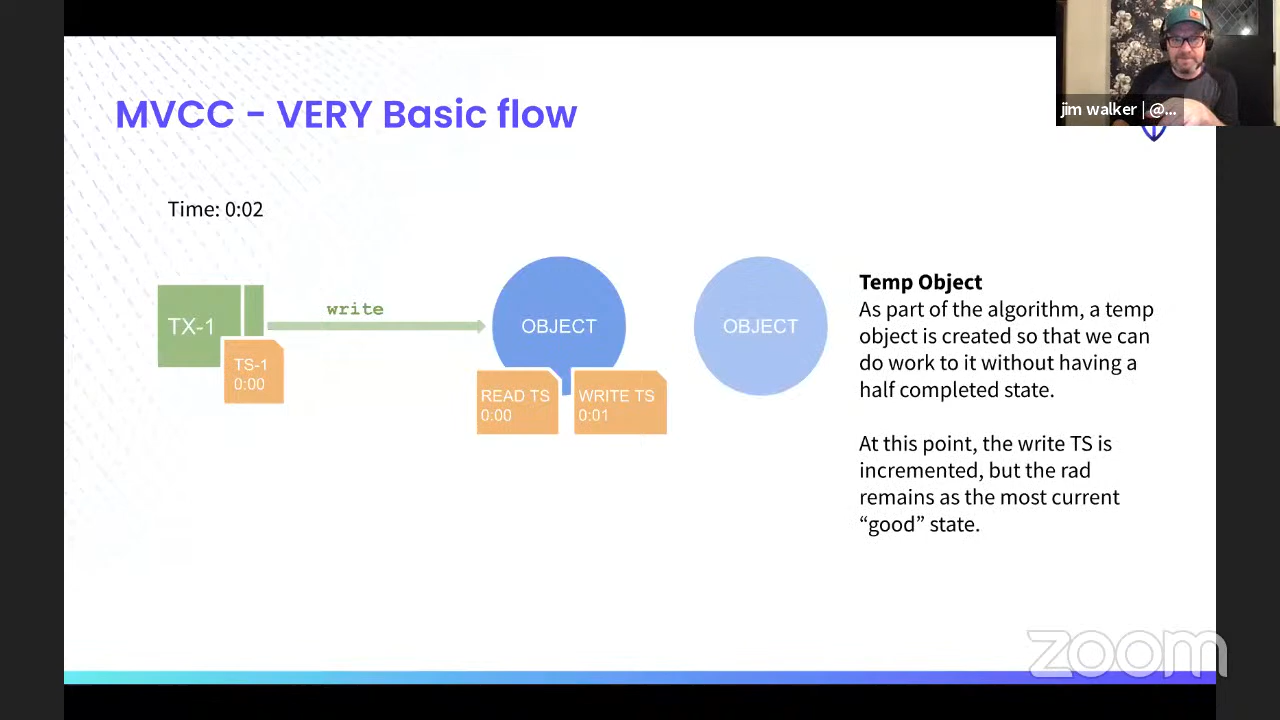 MVCC - VERY Basic flow
jim walker | @...
Time: 0:02
TX-1
TS-1
0:00
write
OBJECT
READ TS
0:00
WRITE TS
0:01
OBJECT
Temp Object
As part of the algorithm, a temp
object is created so that we can
do work to it without having a
half completed state.
At this point, the write TS is
incremented, but the rad
remains as the most current
“good” state.
zoom